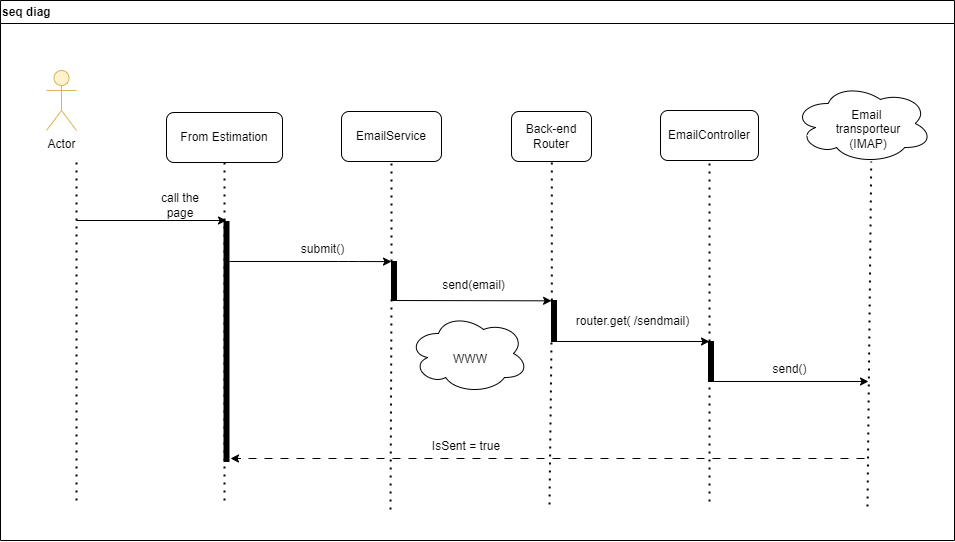 seq diag
Actor
From Estimation
EmailService
Back-end
Router
EmailController
Email
transporteur
(IMAP)
call the
page
submit()
send(email)
router.get( /sendmail)
WWW
send()
IsSent = true